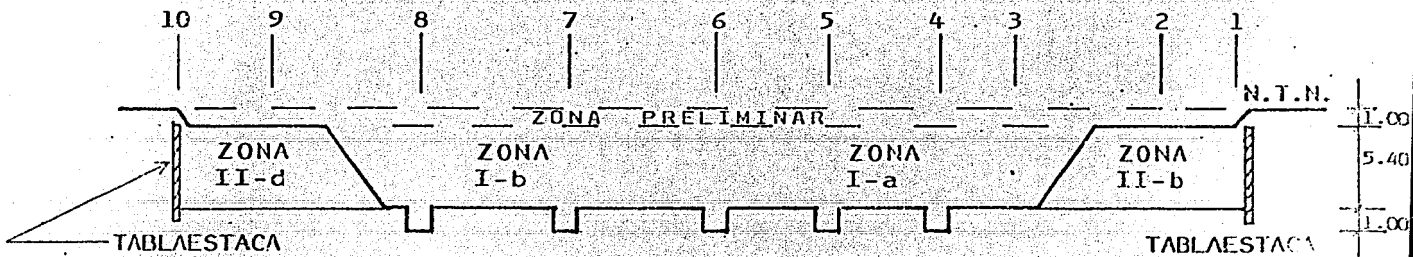 10 9 8 7 6 5 4 3 2 1
N.T.N.
ZONA PRELIMINAR
1.00
ZONA
II-d
ZONA
I-b
ZONA
I-a
ZONA
II-b
5.40
TABLAESTACA
TABLAESTACA
1.00